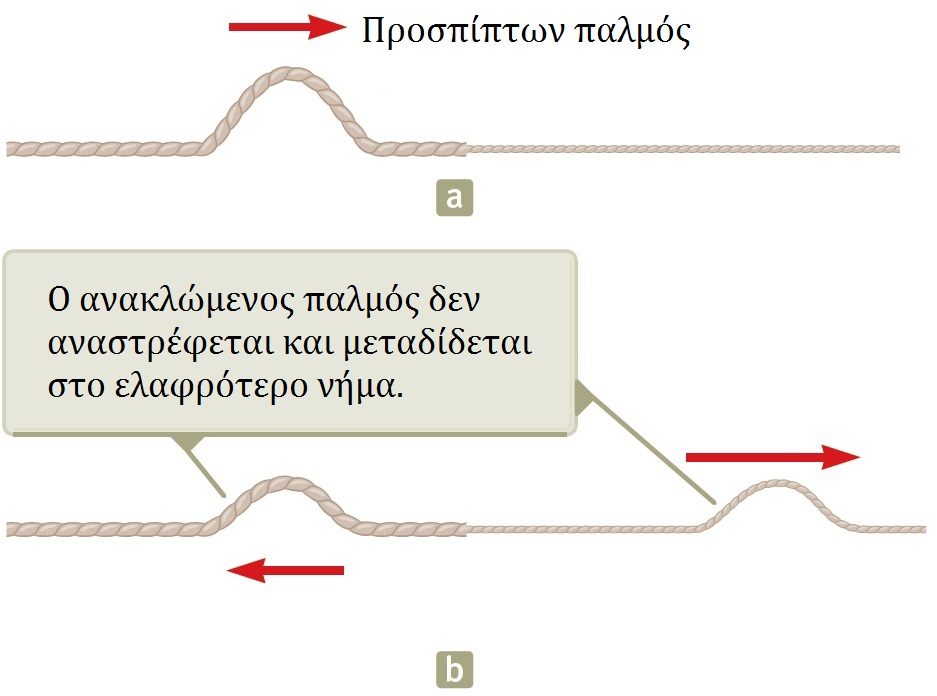 Προσπίπτων παλμός
a
Ο ανακλώμενος παλμός δεν
αναστρέφεται και μεταδίδεται
στο ελαφρότερο νήμα.
b